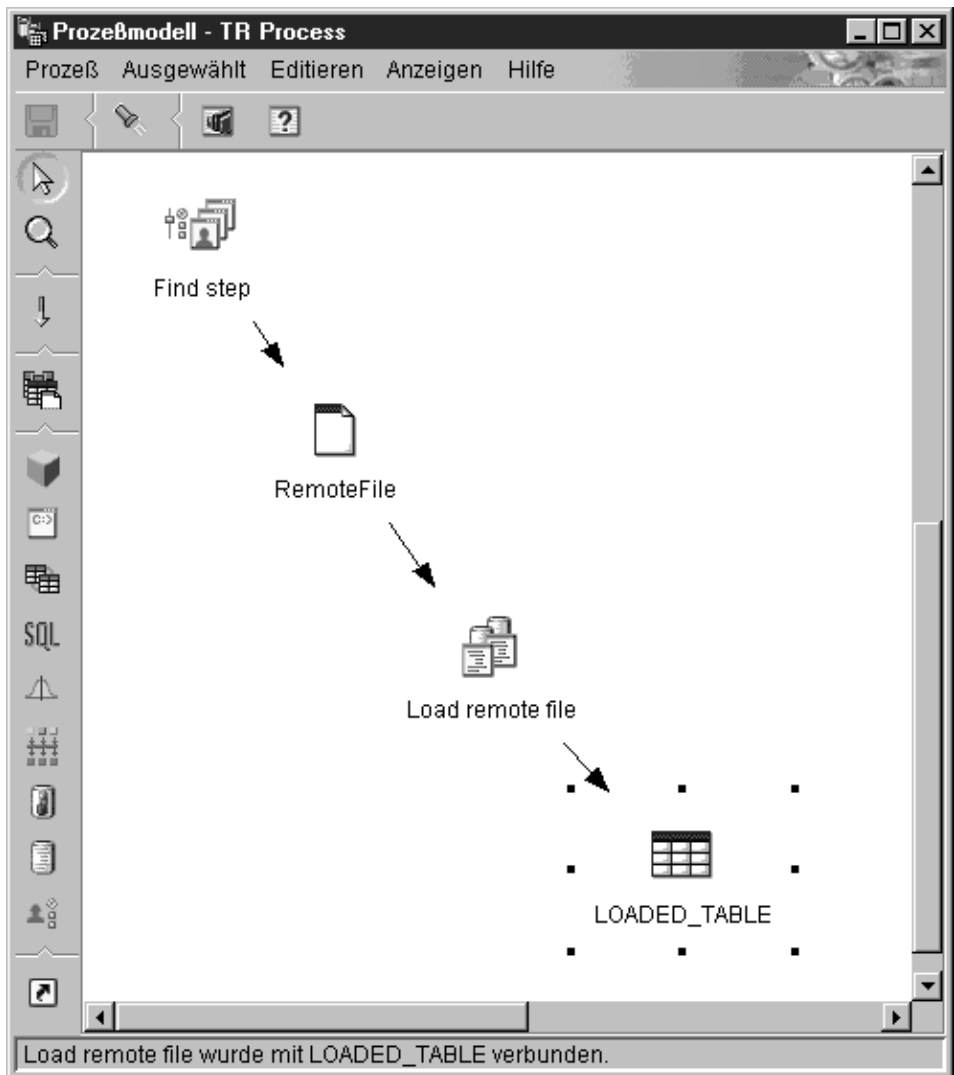 Prozeßmodell - TR Process
Prozeß Ausgewählt Editieren Anzeigen Hilfe
?
Find step
RemoteFile
C:>
SQL
Load remote file
LOADED_TABLE
Load remote file wurde mit LOADED_TABLE verbunden.